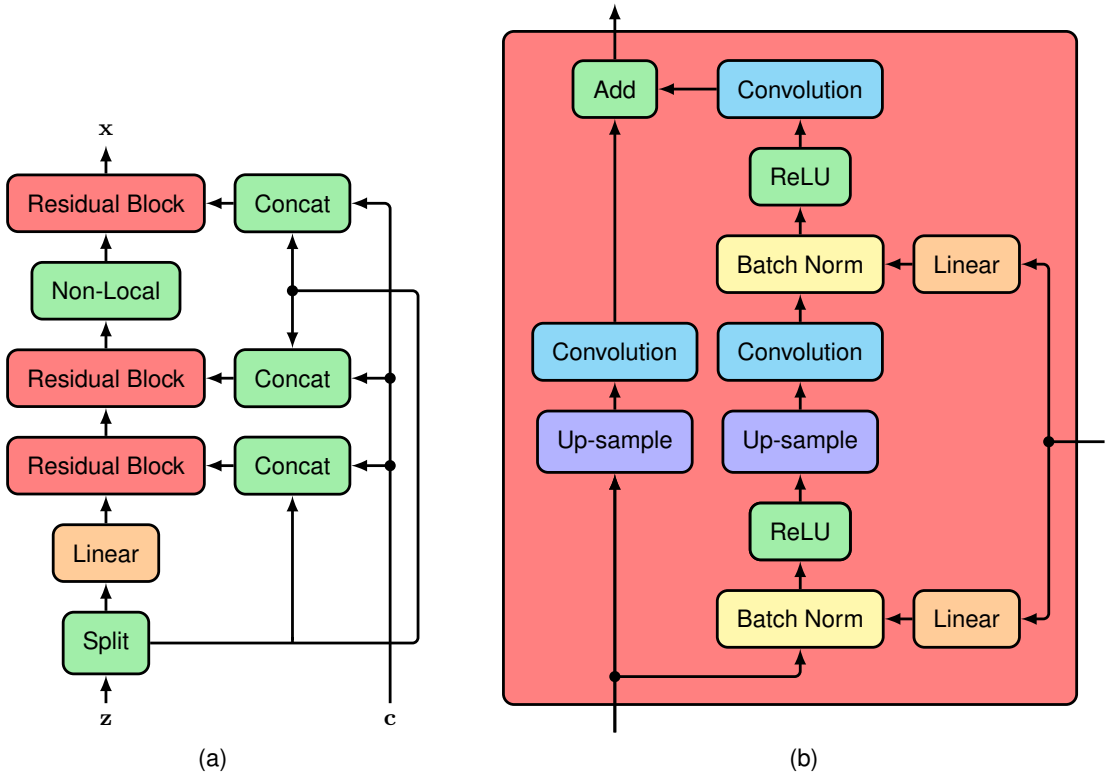 x
Residual Block
Concat
Non-Local
Residual Block
Concat
Residual Block
Concat
Linear
Split
z
c
(a)
Add
Convolution
ReLU
Batch Norm
Linear
Convolution
Convolution
Up-sample
Up-sample
ReLU
Batch Norm
Linear
(b)